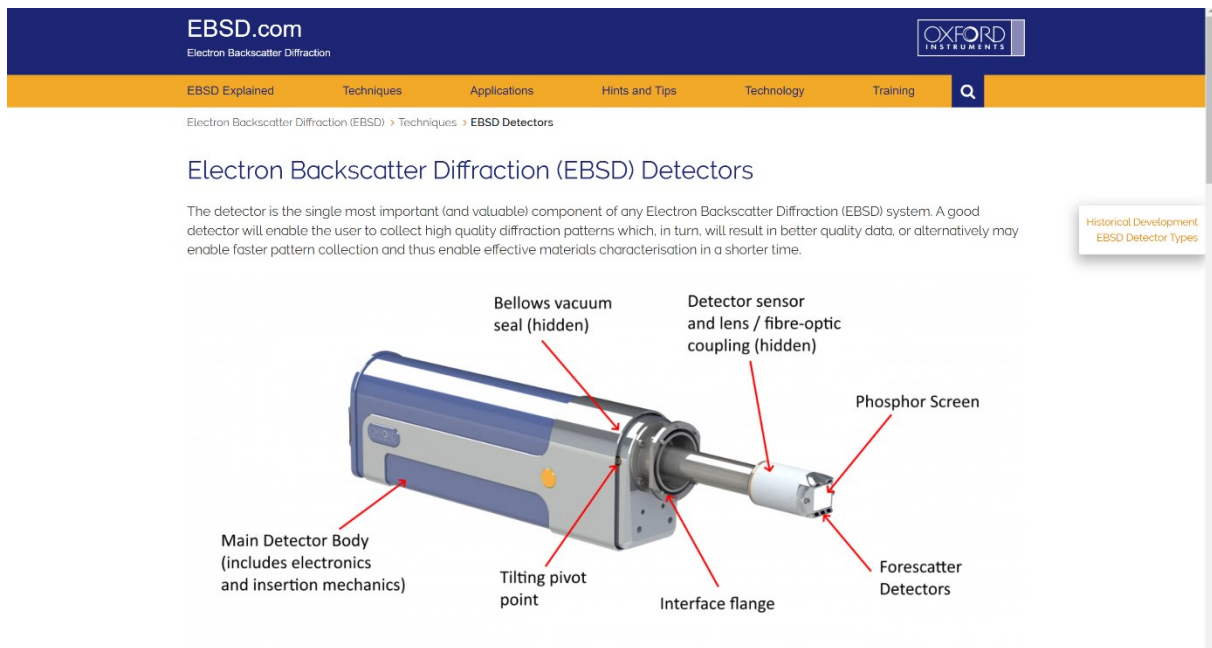 EBSD.com
Electron Backscatter Diffraction
OXFORD
INSTRUMENTS
EBSD Explained
Techniques
Applications
Hints and Tips
Technology
Training
Electron Backscatter Diffraction (EBSD) > Techniques > EBSD Detectors
Electron Backscatter Diffraction (EBSD) Detectors
The detector is the single most important (and valuable) component of any Electron Backscatter Diffraction (EBSD) system. A good
detector will enable the user to collect high quality diffraction patterns which, in turn, will result in better quality data, or alternatively may
enable faster pattern collection and thus enable effective materials characterisation in a shorter time.
Historical Development
EBSD Detector Types
Bellows vacuum
seal (hidden)
Detector sensor
and lens / fibre-optic
coupling (hidden)
Phosphor Screen
Main Detector Body
(includes electronics
and insertion mechanics)
Tilting pivot
point
Interface flange
Forescatter
Detectors